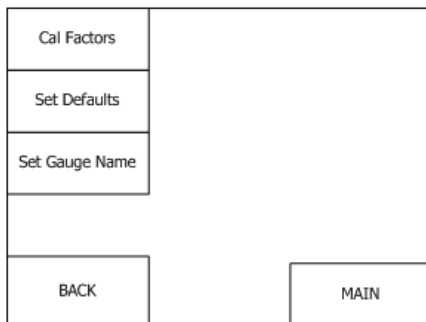 Cal Factors
Set Defaults
Set Gauge Name
BACK
MAIN